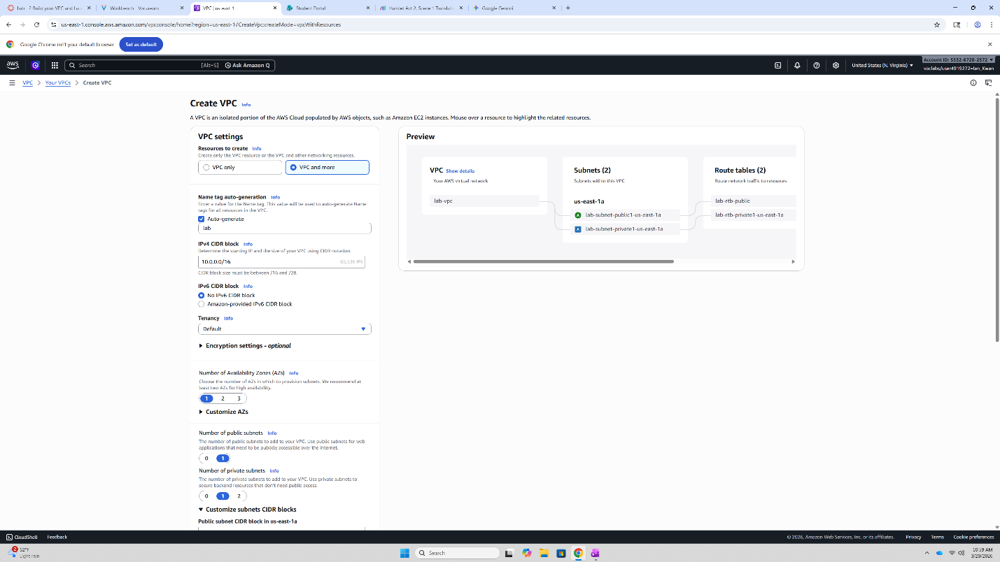 Lab - 2 Build your VPC and Lau
Workbench - Vocareum
VPC | us-east-1
Student Portal
Hamlet Act 2, Scene 1 Translatio
Google Gemini
us-east-1.console.aws.amazon.com/vpcconsole/home?region=us-east-1#CreateVpc:createMode=vpcWithResources
Google Chrome isn't your default browser
Set as default
aws
Search
[Alt+S]
Ask Amazon Q
United States (N. Virginia)
Account ID: 5332-6728-2572
voclabs/user4919272=Ian_Kwan
VPC
Your VPCs
Create VPC
Create VPC Info
A VPC is an isolated portion of the AWS Cloud populated by AWS objects, such as Amazon EC2 instances. Mouse over a resource to highlight the related resources.
VPC settings
Resources to create Info
Create only the VPC resource or the VPC and other networking resources.
VPC only
VPC and more
Name tag auto-generation Info
Enter a value for the Name tag. This value will be used to auto-generate Name
tags for all resources in the VPC.
Auto-generate
lab
IPv4 CIDR block Info
Determine the starting IP and the size of your VPC using CIDR notation.
10.0.0.0/16
65,536 IPs
CIDR block size must be between /16 and /28.
IPv6 CIDR block Info
No IPv6 CIDR block
Amazon-provided IPv6 CIDR block
Tenancy Info
Default
Encryption settings - optional
Number of Availability Zones (AZs) Info
Choose the number of AZs in which to provision subnets. We recommend at
least two AZs for high availability.
1 2 3
Customize AZs
Number of public subnets Info
The number of public subnets to add to your VPC. Use public subnets for web
applications that need to be publicly accessible over the internet.
0 1
Number of private subnets Info
The number of private subnets to add to your VPC. Use private subnets to
secure backend resources that don't need public access.
0 1 2
Customize subnets CIDR blocks
Public subnet CIDR block in us-east-1a
Preview
VPC Show details
Your AWS virtual network
lab-vpc
Subnets (2)
Subnets within this VPC
us-east-1a
A lab-subnet-public1-us-east-1a
A lab-subnet-private1-us-east-1a
Route tables (2)
Route network traffic to resources
lab-rtb-public
lab-rtb-private1-us-east-1a
CloudShell
Feedback
© 2026, Amazon Web Services, Inc. or its affiliates.
Privacy
Terms
Cookie preferences
2
52°F
Light rain
Search
10:59 AM
3/20/2026